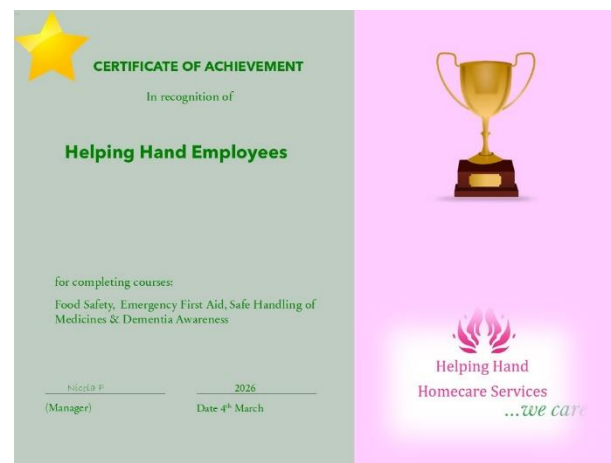 CERTIFICATE OF ACHIEVEMENT
In recognition of
Helping Hand Employees
for completing courses:
Food Safety, Emergency First Aid, Safe Handling of
Medicines & Dementia Awareness
Nicola P
2026
(Manager)
Date 4th March
Helping Hand
Homecare Services
...we care